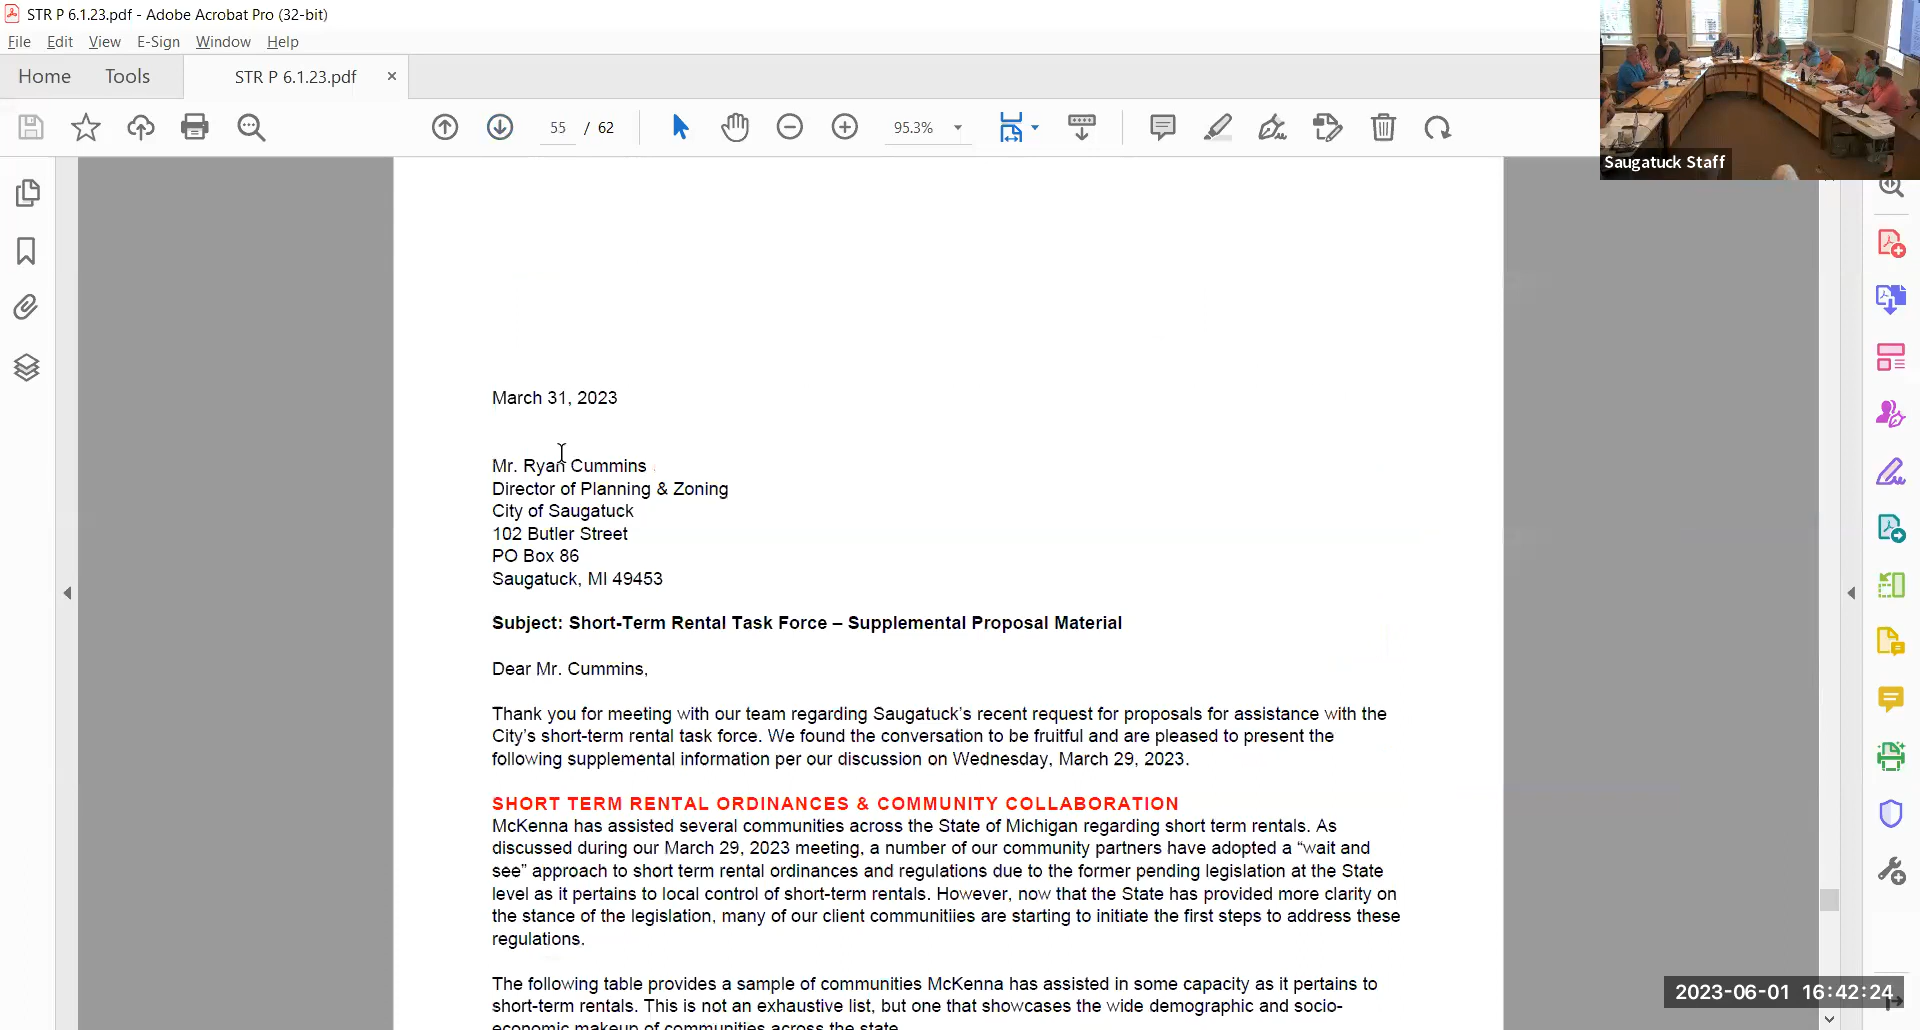 STR P 6.1.23.pdf - Adobe Acrobat Pro (32-bit)
File Edit View E-Sign Window Help
Home Tools STR P 6.1.23.pdf ×
55 / 62 95.3%
Saugatuck Staff
March 31, 2023
Mr. Ryan Cummins
Director of Planning & Zoning
City of Saugatuck
102 Butler Street
PO Box 86
Saugatuck, MI 49453
Subject: Short-Term Rental Task Force – Supplemental Proposal Material
Dear Mr. Cummins,
Thank you for meeting with our team regarding Saugatuck's recent request for proposals for assistance with the
City's short-term rental task force. We found the conversation to be fruitful and are pleased to present the
following supplemental information per our discussion on Wednesday, March 29, 2023.
SHORT TERM RENTAL ORDINANCES & COMMUNITY COLLABORATION
McKenna has assisted several communities across the State of Michigan regarding short term rentals. As
discussed during our March 29, 2023 meeting, a number of our community partners have adopted a “wait and
see” approach to short term rental ordinances and regulations due to the former pending legislation at the State
level as it pertains to local control of short-term rentals. However, now that the State has provided more clarity on
the stance of the legislation, many of our client communitiies are starting to initiate the first steps to address these
regulations.
The following table provides a sample of communities McKenna has assisted in some capacity as it pertains to
short-term rentals. This is not an exhaustive list, but one that showcases the wide demographic and socio-
economic makeup of communities across the state.
2023-06-01 16:42:24